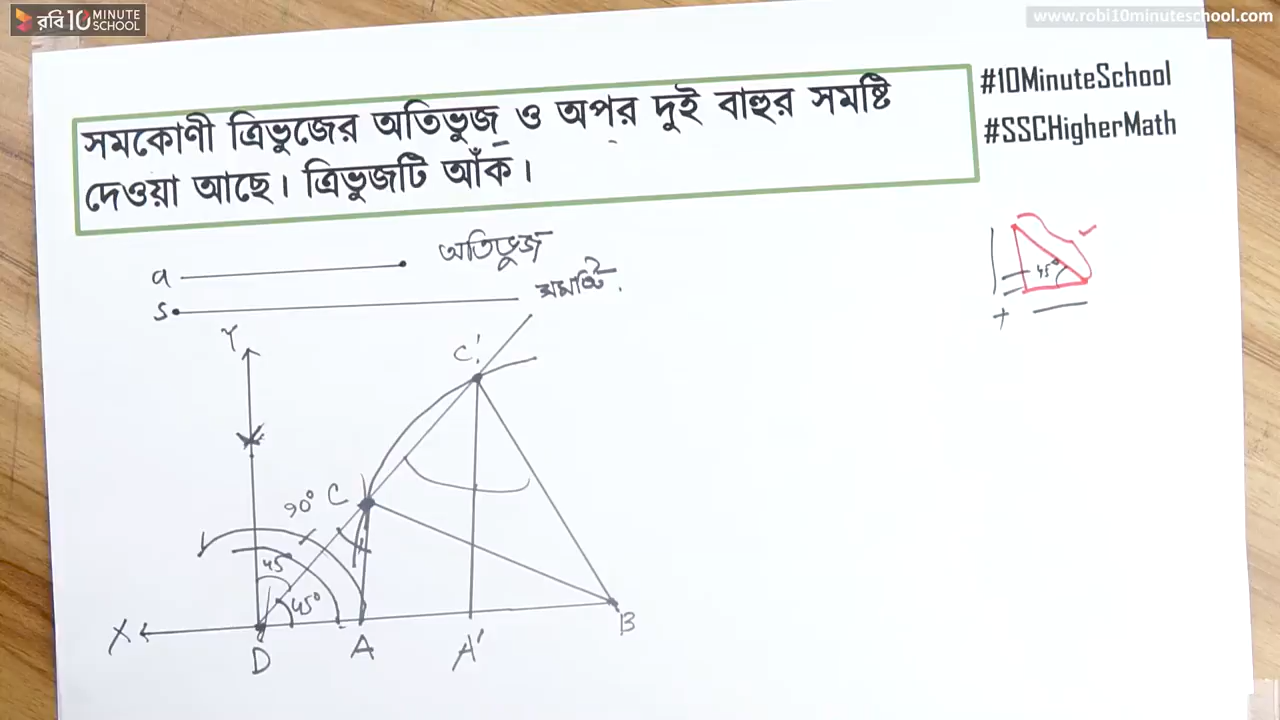 রবি 10 MINUTE SCHOOL
www.robi10minuteschool.com
সমকোণী ত্রিভুজের অতিভুজ ও অপর দুই বাহুর সমষ্টি
দেওয়া আছে। ত্রিভুজটি আঁক।
#10MinuteSchool
#SSCHigherMath
a অতিভুজ
s সমষ্টি.
45°
+
Y
C'
90° C
45°
45°
X
D
A
A'
B